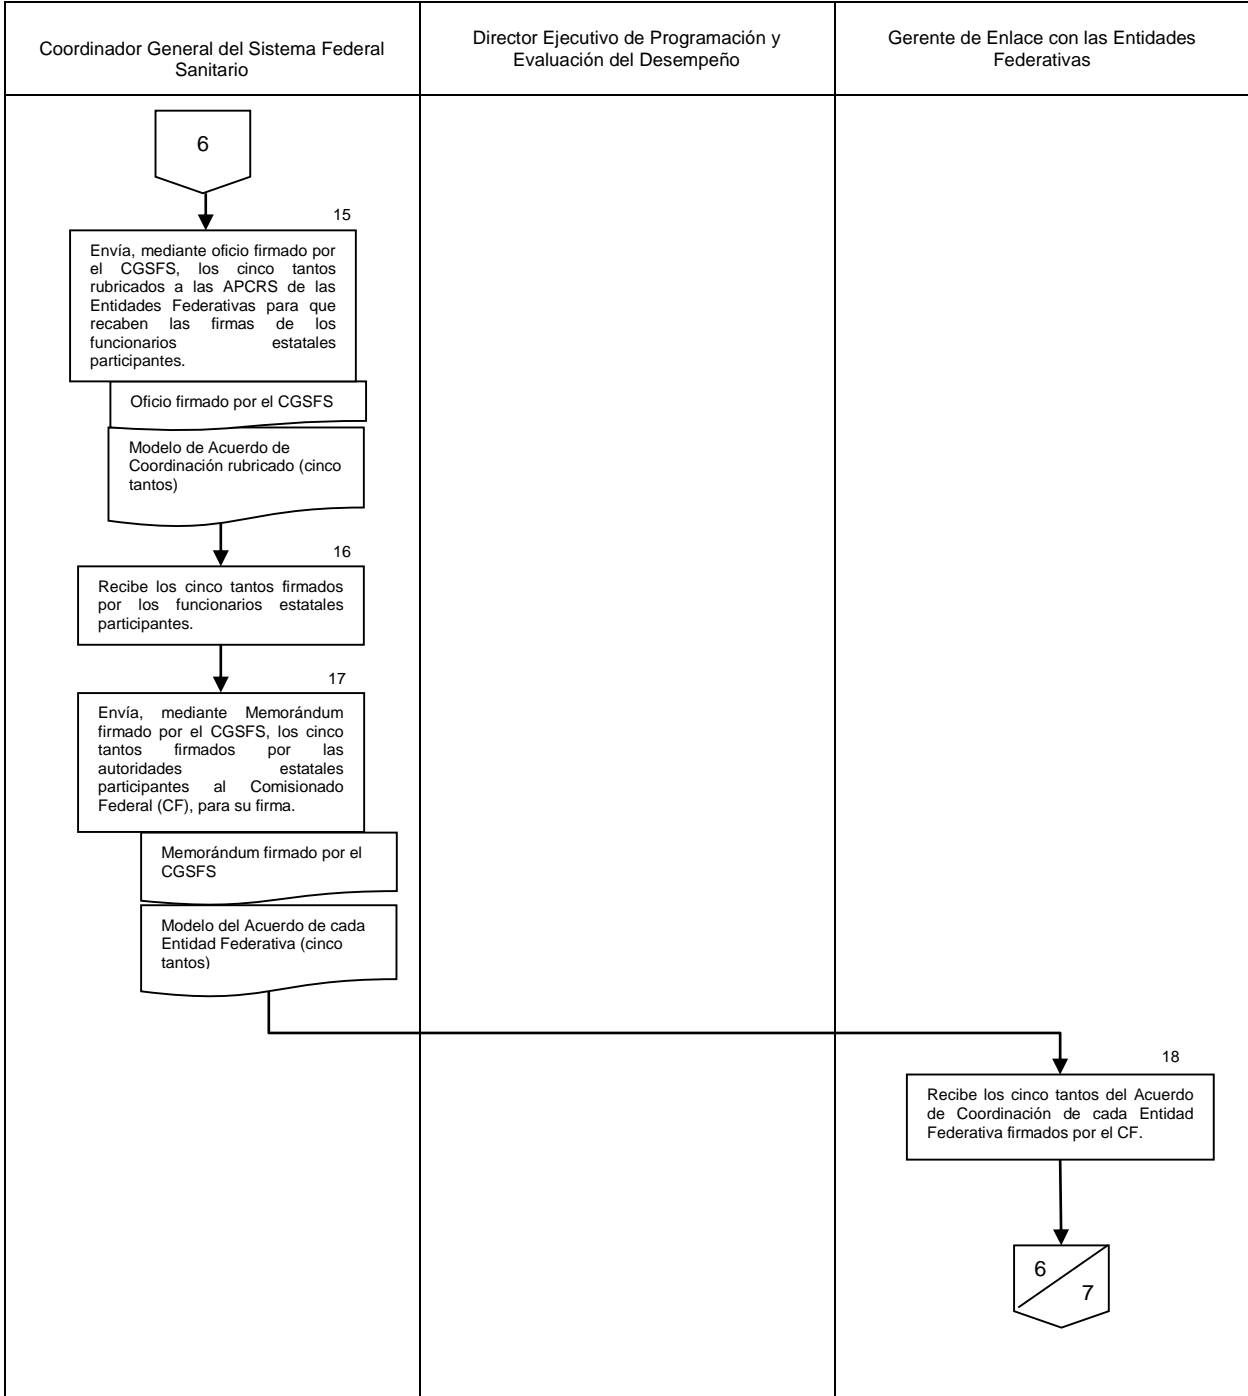 Coordinador General del Sistema Federal
Sanitario
Director Ejecutivo de Programación y
Evaluación del Desempeño
Gerente de Enlace con las Entidades
Federativas
6
15
Envía, mediante oficio firmado por
el CGSFS, los cinco tantos
rubricados a las APCRS de las
Entidades Federativas para que
recaben las firmas de los
funcionarios estatales
participantes.
Oficio firmado por el CGSFS
Modelo de Acuerdo de
Coordinación rubricado (cinco
tantos)
16
Recibe los cinco tantos firmados
por los funcionarios estatales
participantes.
17
Envía, mediante Memorándum
firmado por el CGSFS, los cinco
tantos firmados por las
autoridades estatales
participantes al Comisionado
Federal (CF), para su firma.
Memorándum firmado por el
CGSFS
Modelo del Acuerdo de cada
Entidad Federativa (cinco
tantos)
18
Recibe los cinco tantos del Acuerdo
de Coordinación de cada Entidad
Federativa firmados por el CF.
6
7